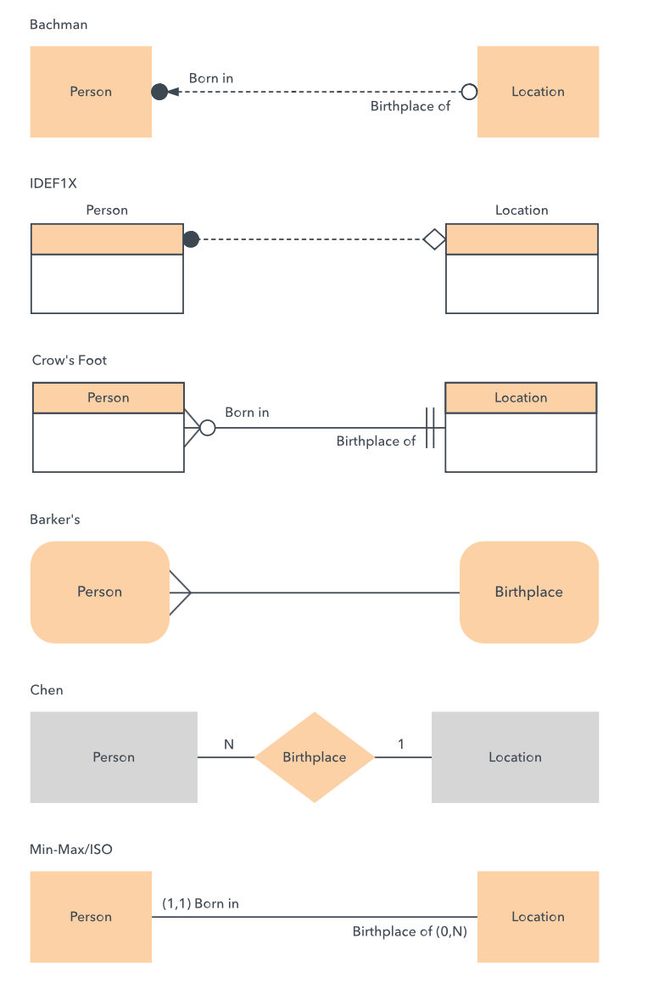 Bachman
Person
Born in
Birthplace of
Location
IDEF1X
Person
Location
Crow's Foot
Person
Born in
Birthplace of
Location
Barker's
Person
Birthplace
Chen
Person
N
Birthplace
1
Location
Min-Max/ISO
Person
(1,1) Born in
Birthplace of (0,N)
Location